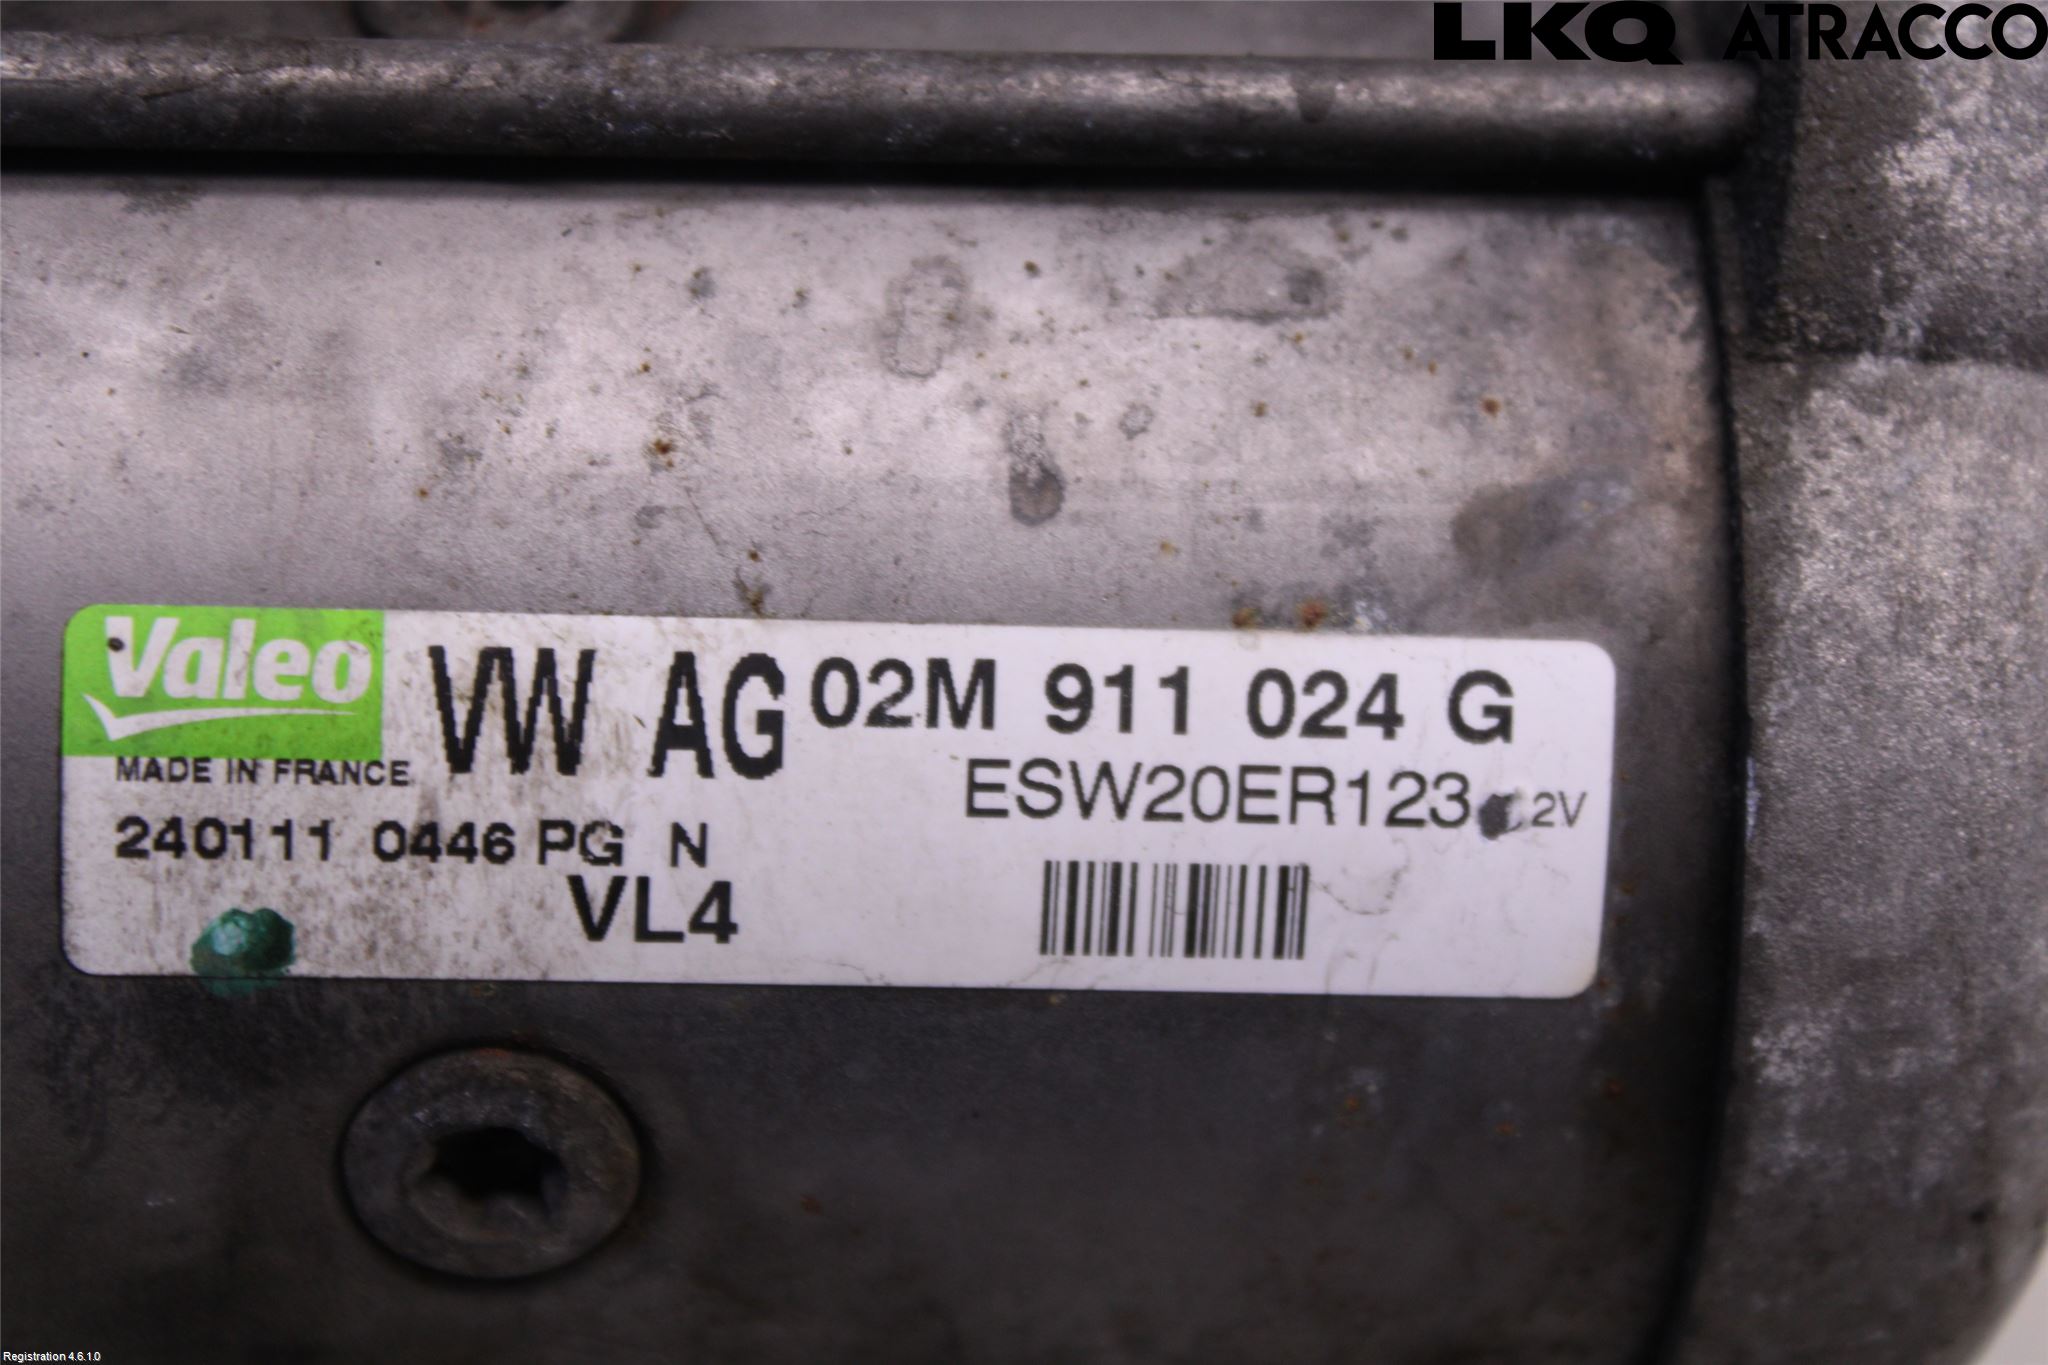 LKQ ATRACCO
Valeo VW AG 02M 911 024 G
MADE IN FRANCE
ESW20ER123 2V
240111 0446 PG N
VL4
Registration 4.6.1.0